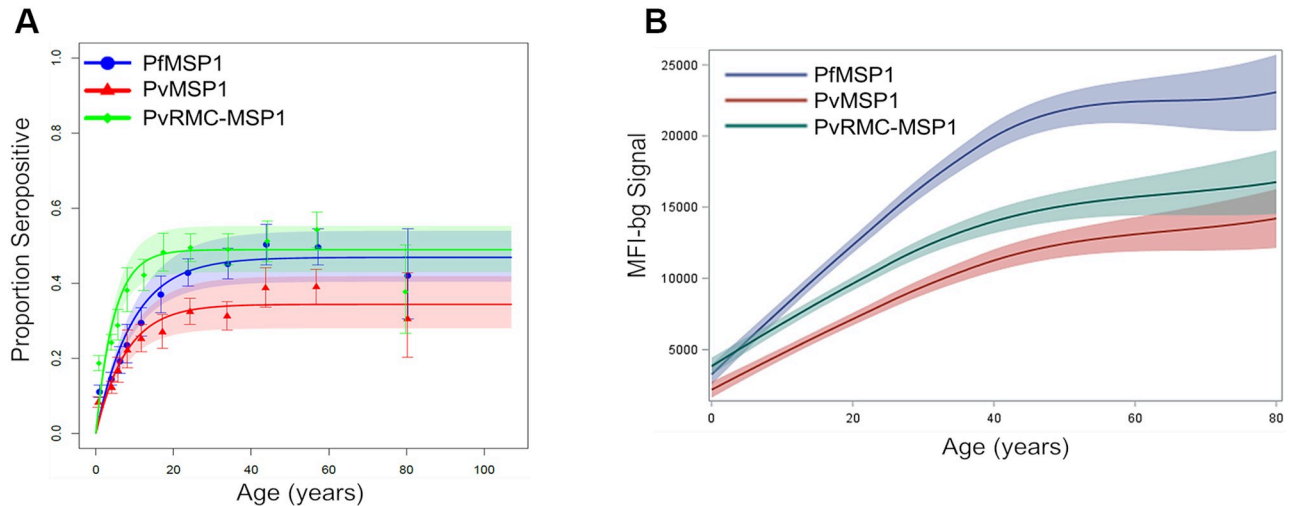 A
PfMSP1
PvMSP1
PvRMC-MSP1
Proportion Seropositive
1.0
0.8
0.6
0.4
0.2
0.0
0 20 40 60 80 100
Age (years)
B
PfMSP1
PvMSP1
PvRMC-MSP1
MFI-bg Signal
25000
20000
15000
10000
5000
0 20 40 60 80
Age (years)